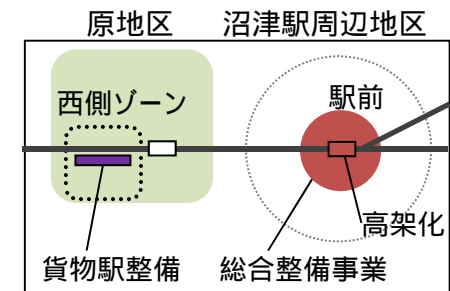 原地区
沼津駅周辺地区
西側ゾーン
駅前
高架化
貨物駅整備
総合整備事業